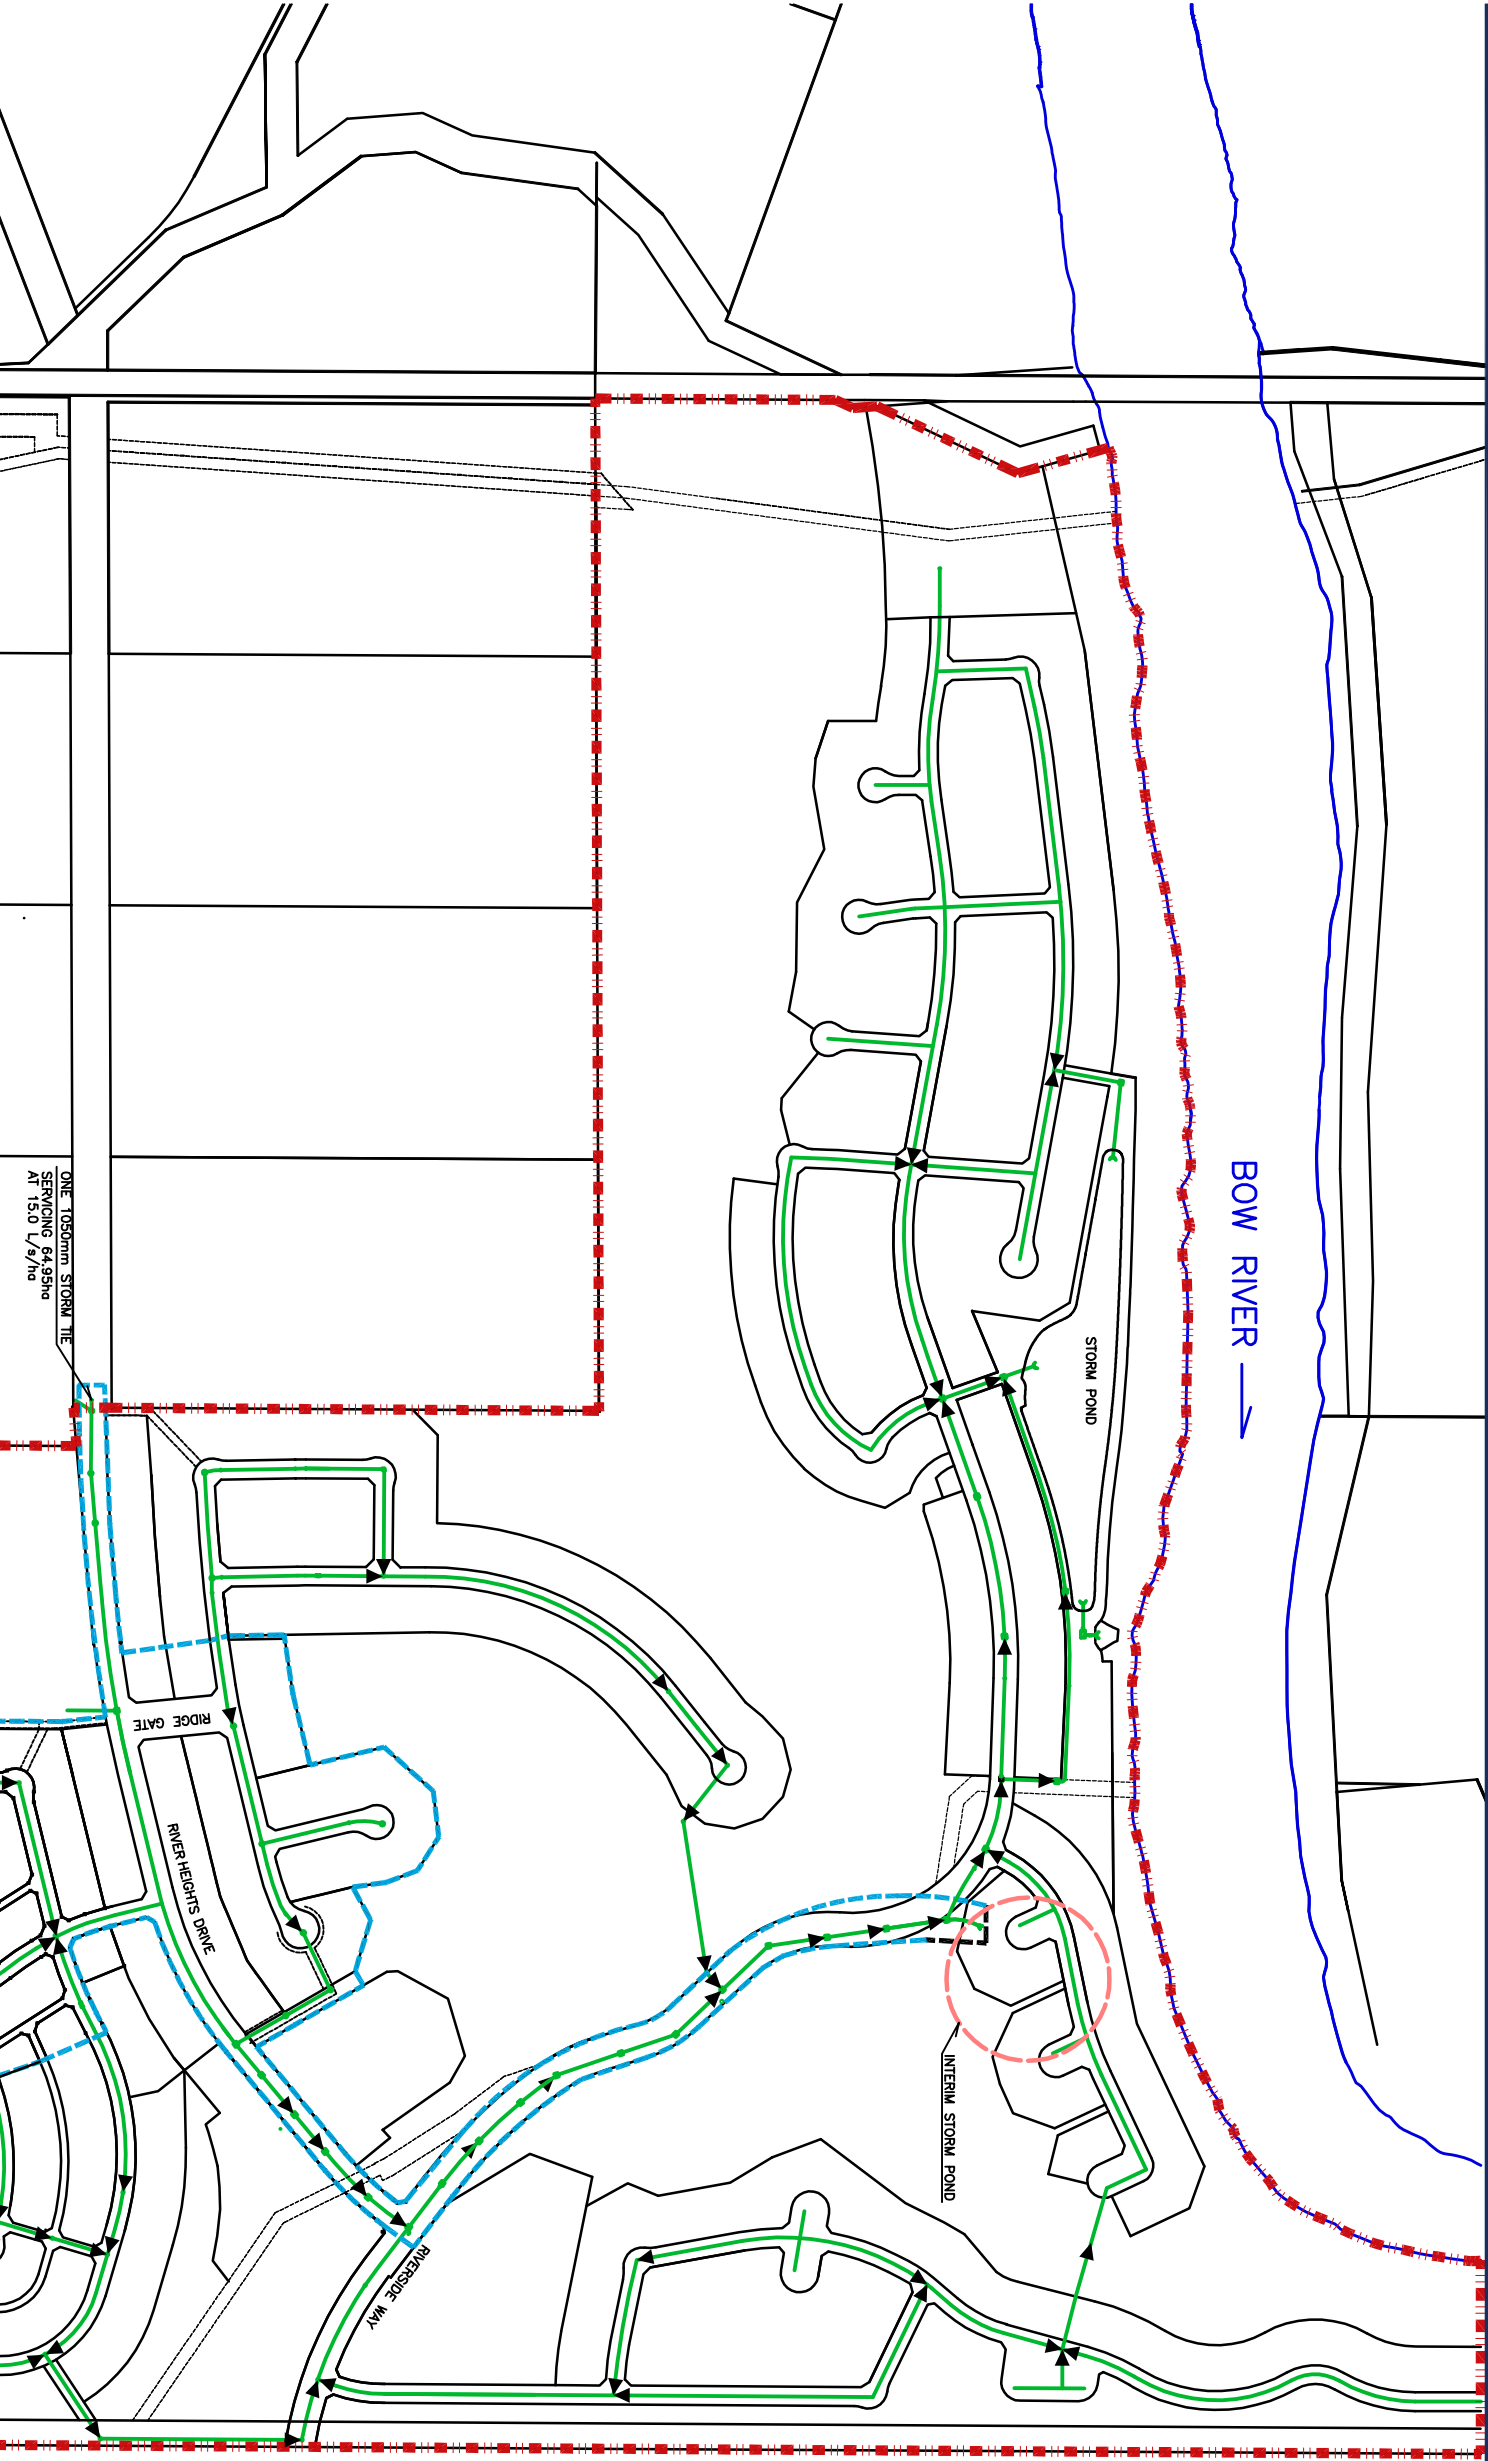 BOW RIVER
STORM POND
ONE 1050mm STORM TIE
SERVICING 64.95ha
AT 15.0 L/s/ha
RIDGE GATE
RIVER HEIGHTS DRIVE
INTERIM STORM POND
RIVERSIDE WAY